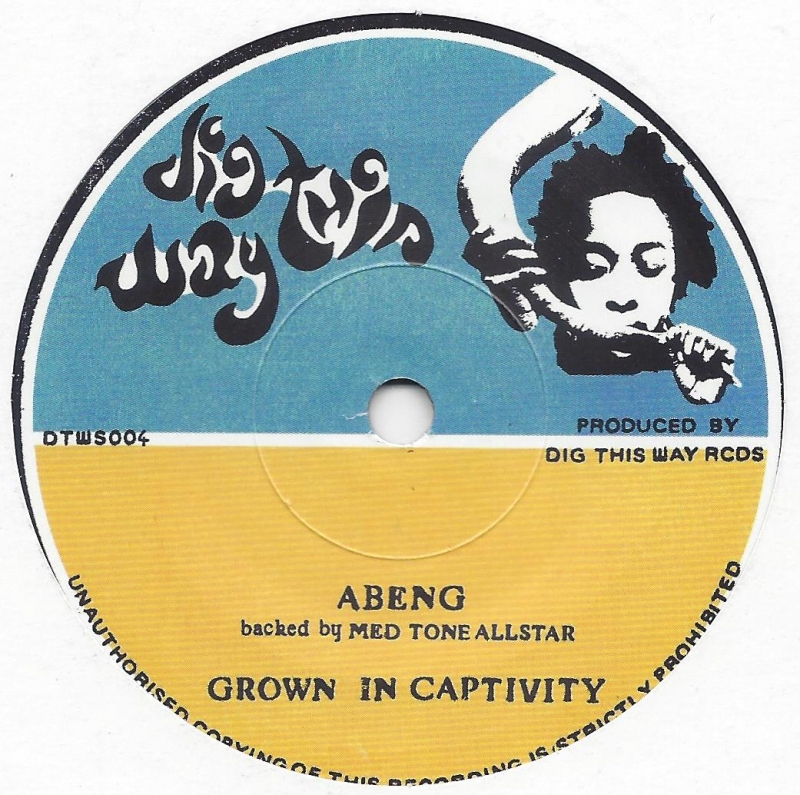 dig this
way
DTWS004
PRODUCED BY
DIG THIS WAY RCDS
ABENG
backed by MED TONE ALLSTAR
GROWN IN CAPTIVITY
UNAUTHORISED COPYING OF THIS RECORDING IS STRICTLY PROHIBITED